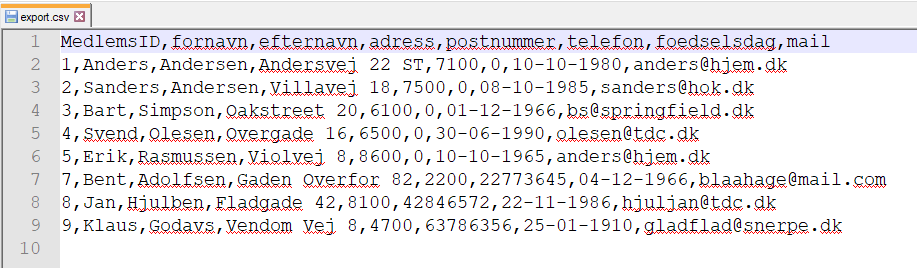 export.csv
1 MedlemsID,fornavn,efternavn,adress,postnummer,telefon,foedselsdag,mail
2 1,Anders,Andersen,Andersvej 22 ST,7100,0,10-10-1980,anders@hjem.dk
3 2,Sanders,Andersen,Villavej 18,7500,0,08-10-1985,sanders@hok.dk
4 3,Bart,Simpson,Oakstreet 20,6100,0,01-12-1966,bs@springfield.dk
5 4,Svend,Olesen,Overgade 16,6500,0,30-06-1990,olesen@tdc.dk
6 5,Erik,Rasmussen,Violvej 8,8600,0,10-10-1965,anders@hjem.dk
7 7,Bent,Adolfsen,Gaden Overfor 82,2200,22773645,04-12-1966,blaahage@mail.com
8 8,Jan,Hjulben,Fladgade 42,8100,42846572,22-11-1986,hjuljan@tdc.dk
9 9,Klaus,Godavs,Vendom Vej 8,4700,63786356,25-01-1910,gladflad@snerpe.dk
10